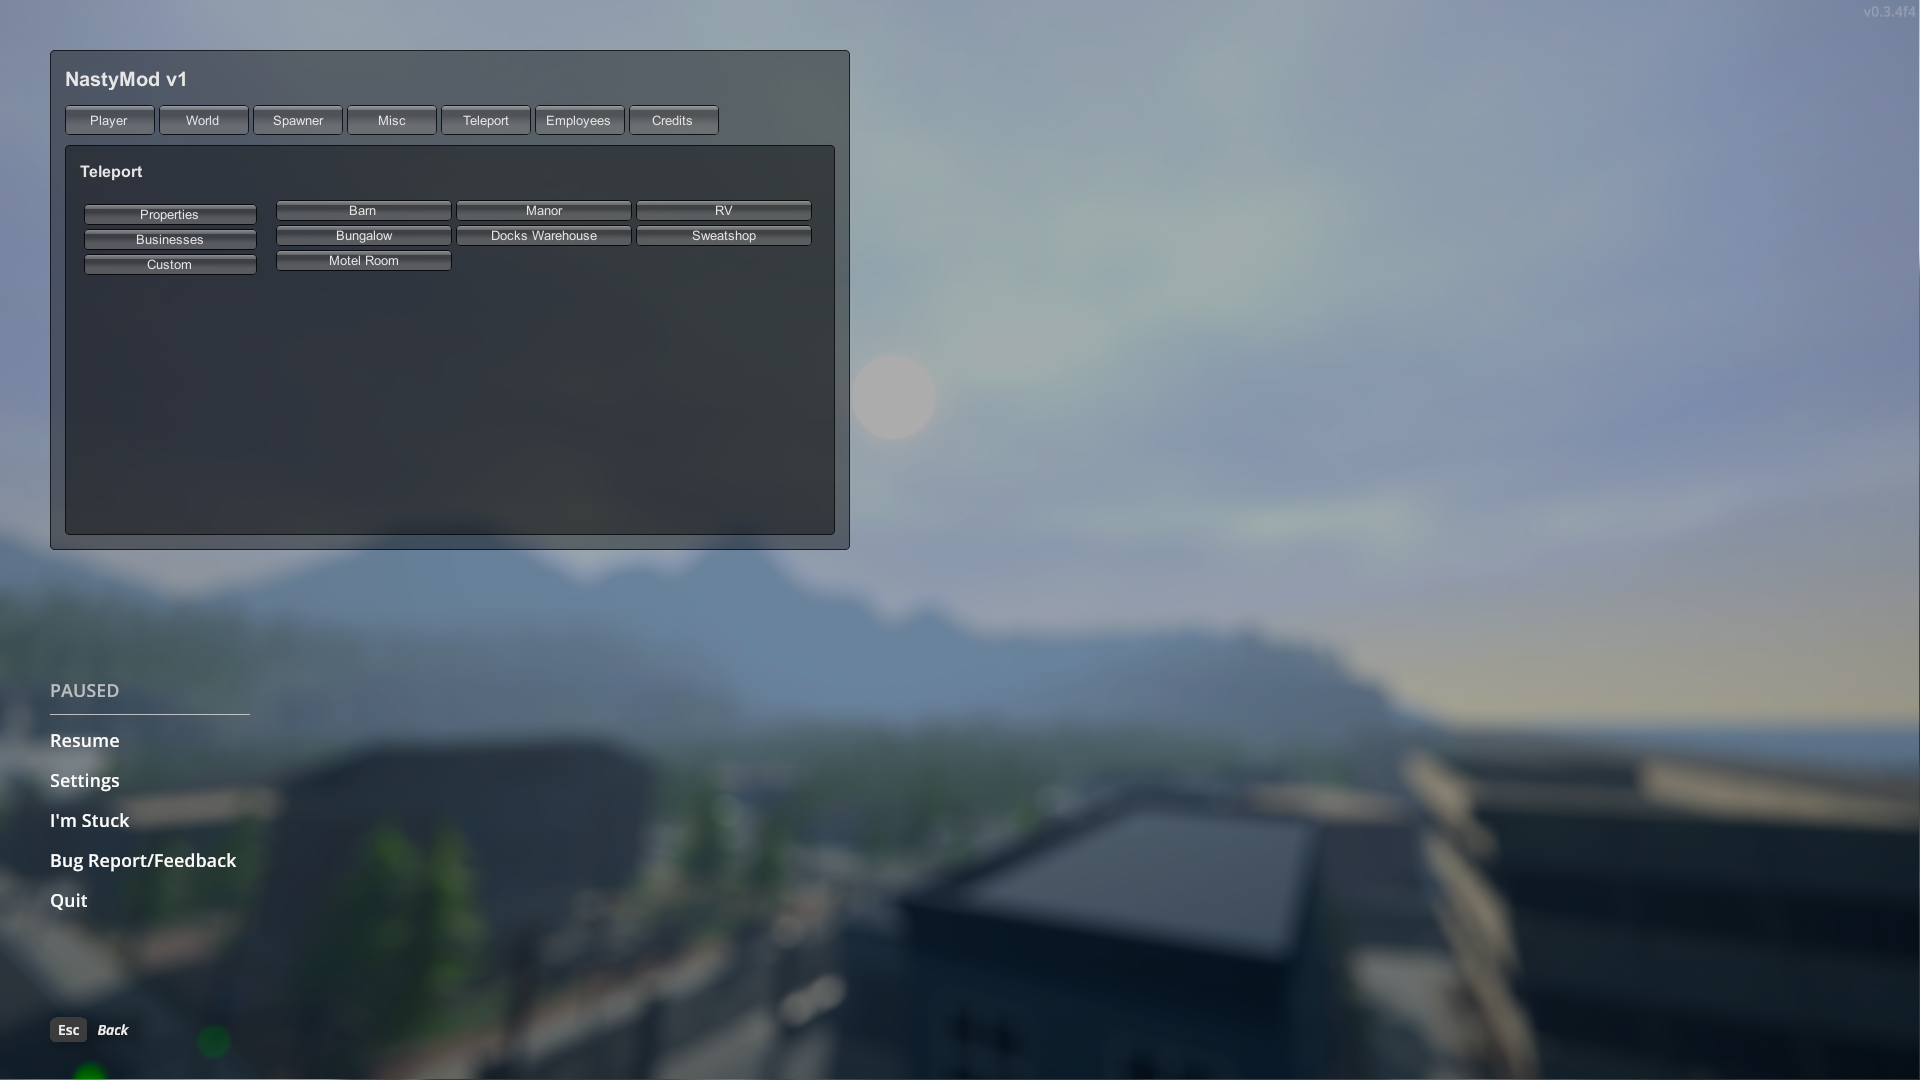 v0.3.4f4
NastyMod v1
Player World Spawner Misc Teleport Employees Credits
Teleport
Properties Barn Manor RV
Businesses Bungalow Docks Warehouse Sweatshop
Custom Motel Room
PAUSED
Resume
Settings
I'm Stuck
Bug Report/Feedback
Quit
Esc Back